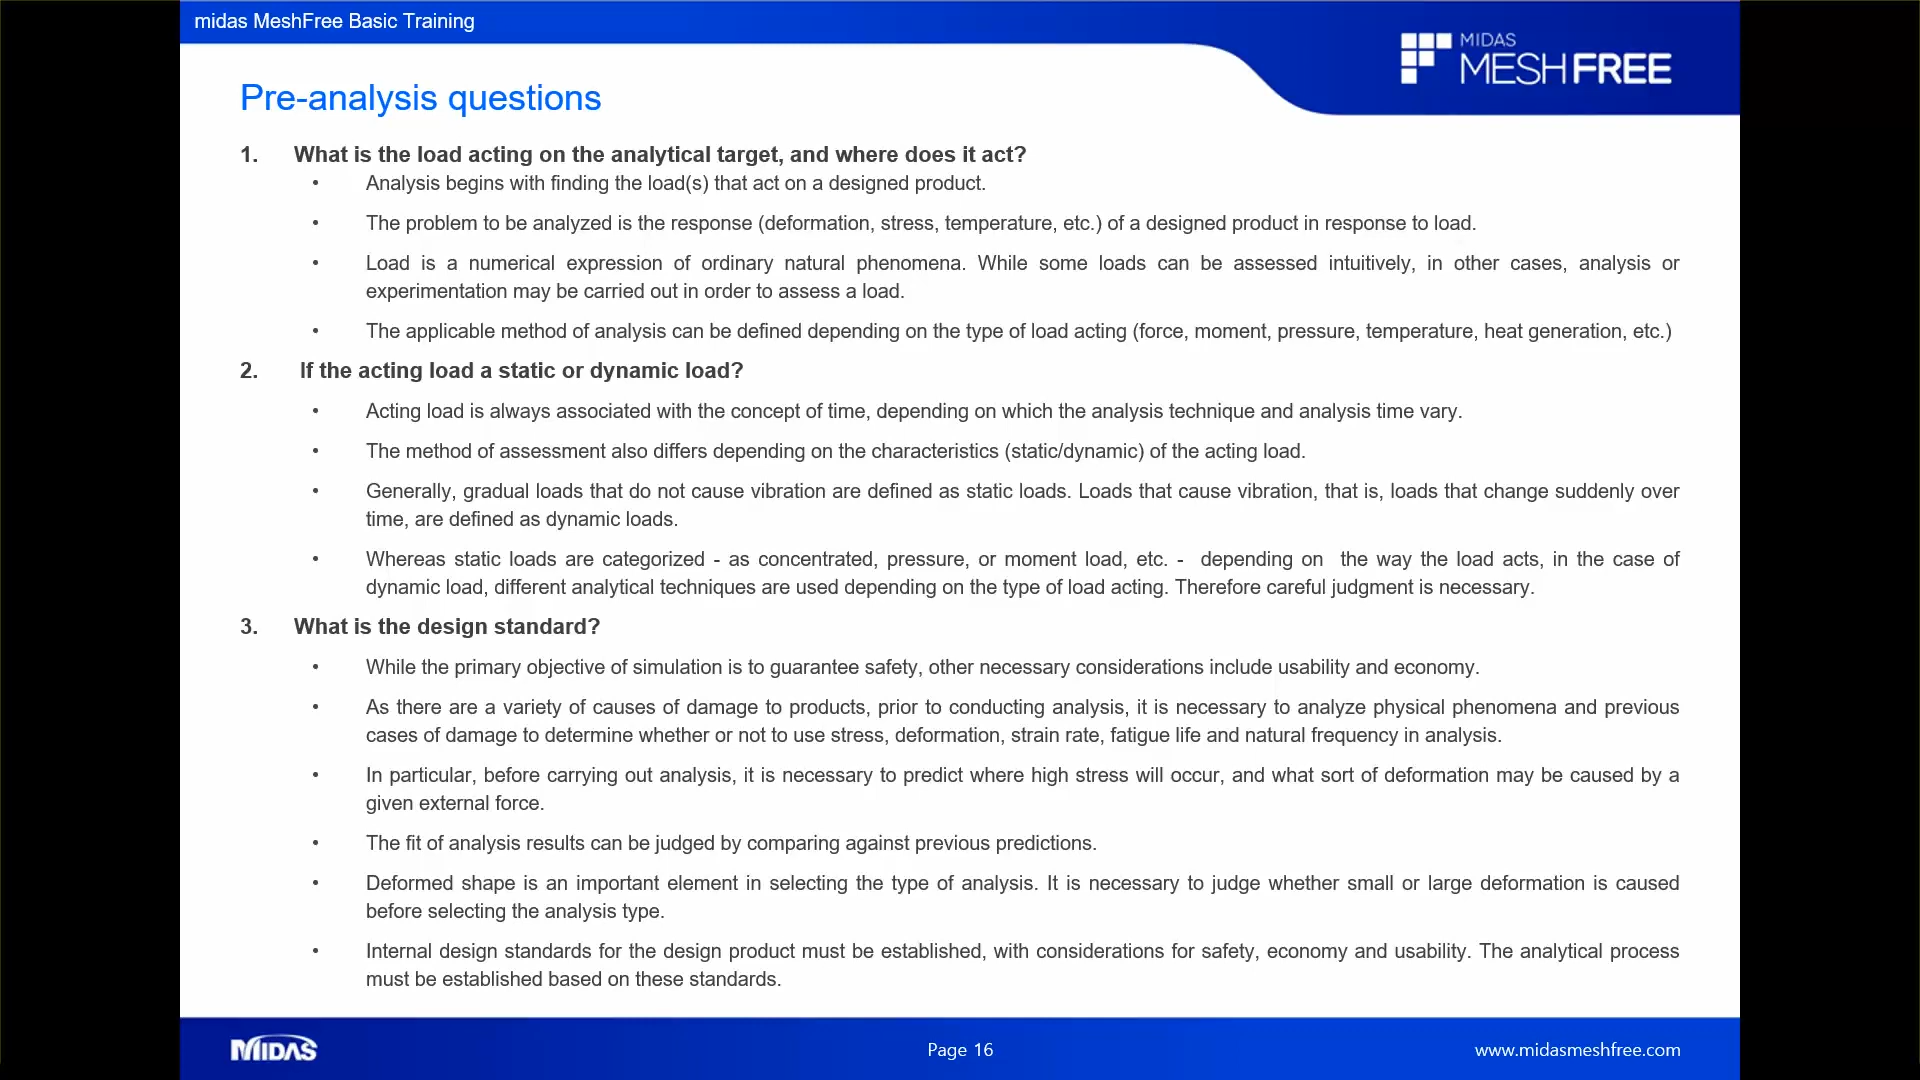 midas MeshFree Basic Training
MIDAS
MESHFREE
Pre-analysis questions
1. What is the load acting on the analytical target, and where does it act?
• Analysis begins with finding the load(s) that act on a designed product.
• The problem to be analyzed is the response (deformation, stress, temperature, etc.) of a designed product in response to load.
• Load is a numerical expression of ordinary natural phenomena. While some loads can be assessed intuitively, in other cases, analysis or
experimentation may be carried out in order to assess a load.
• The applicable method of analysis can be defined depending on the type of load acting (force, moment, pressure, temperature, heat generation, etc.)
2. If the acting load a static or dynamic load?
• Acting load is always associated with the concept of time, depending on which the analysis technique and analysis time vary.
• The method of assessment also differs depending on the characteristics (static/dynamic) of the acting load.
• Generally, gradual loads that do not cause vibration are defined as static loads. Loads that cause vibration, that is, loads that change suddenly over
time, are defined as dynamic loads.
• Whereas static loads are categorized - as concentrated, pressure, or moment load, etc. - depending on the way the load acts, in the case of
dynamic load, different analytical techniques are used depending on the type of load acting. Therefore careful judgment is necessary.
3. What is the design standard?
• While the primary objective of simulation is to guarantee safety, other necessary considerations include usability and economy.
• As there are a variety of causes of damage to products, prior to conducting analysis, it is necessary to analyze physical phenomena and previous
cases of damage to determine whether or not to use stress, deformation, strain rate, fatigue life and natural frequency in analysis.
• In particular, before carrying out analysis, it is necessary to predict where high stress will occur, and what sort of deformation may be caused by a
given external force.
• The fit of analysis results can be judged by comparing against previous predictions.
• Deformed shape is an important element in selecting the type of analysis. It is necessary to judge whether small or large deformation is caused
before selecting the analysis type.
• Internal design standards for the design product must be established, with considerations for safety, economy and usability. The analytical process
must be established based on these standards.
MIDAS
Page 16
www.midasmeshfree.com